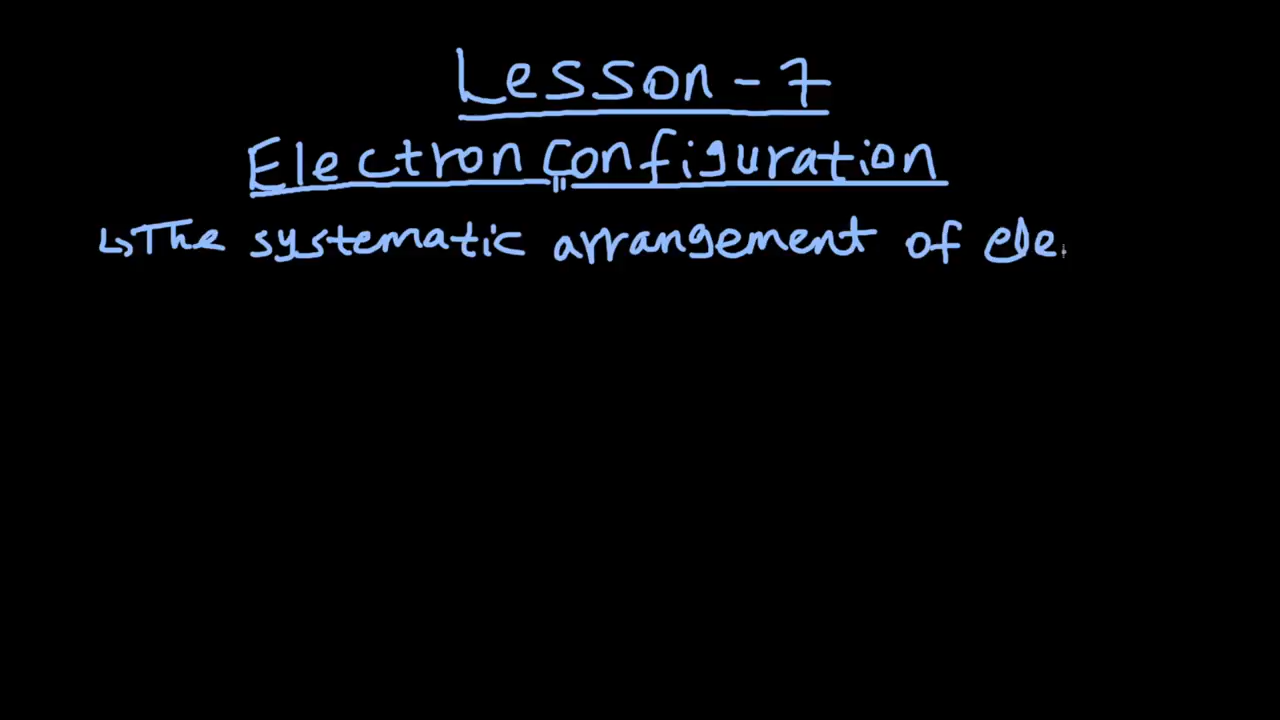 Lesson - 7
Electron Configuration
↳ The systematic arrangement of ele